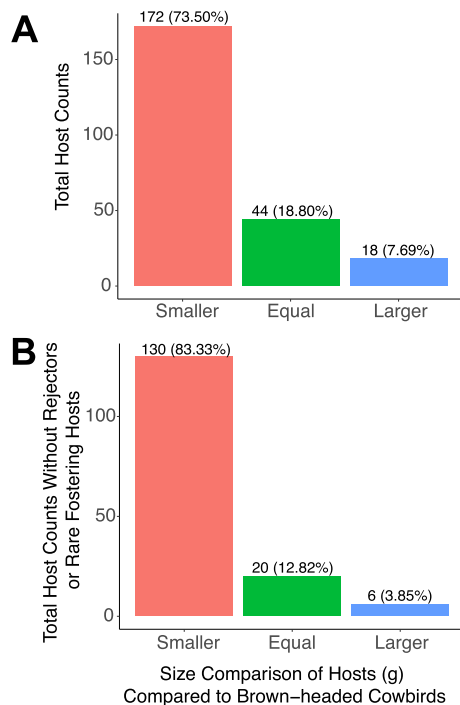 A
Total Host Counts
150
100
50
0
172 (73.50%)
44 (18.80%)
18 (7.69%)
Smaller
Equal
Larger
B
Total Host Counts Without Rejectors
or Rare Fostering Hosts
100
50
0
130 (83.33%)
20 (12.82%)
6 (3.85%)
Smaller
Equal
Larger
Size Comparison of Hosts (g)
Compared to Brown−headed Cowbirds